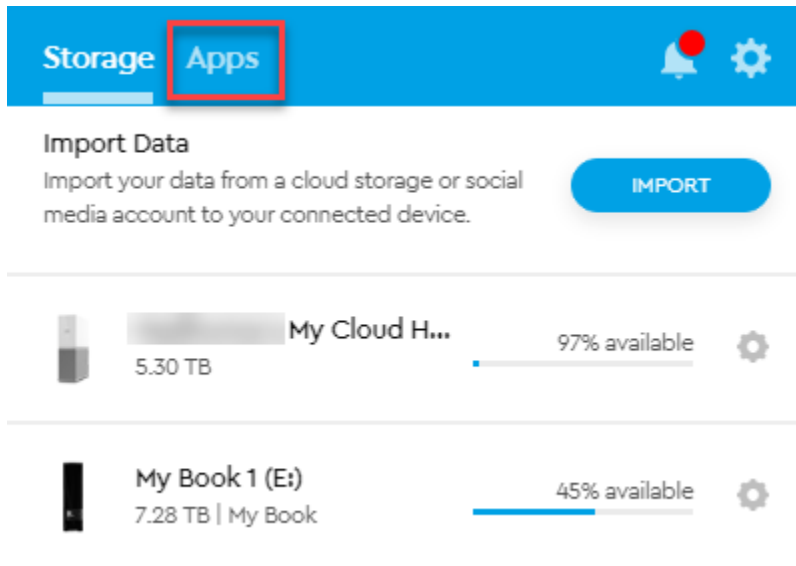 Storage Apps
Import Data
Import your data from a cloud storage or social
media account to your connected device.
IMPORT
My Cloud H...
97% available
5.30 TB
My Book 1 (E:)
45% available
7.28 TB | My Book